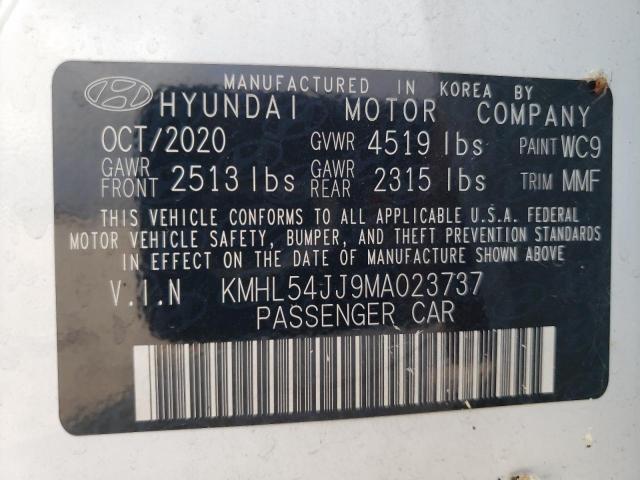 MANUFACTURED IN KOREA BY
HYUNDAI MOTOR COMPANY
OCT/2020 GVWR 4519 lbs PAINT WC9
GAWR FRONT 2513 lbs GAWR REAR 2315 lbs TRIM MMF
THIS VEHICLE CONFORMS TO ALL APPLICABLE U.S.A. FEDERAL
MOTOR VEHICLE SAFETY, BUMPER, AND THEFT PREVENTION
STANDARDS IN EFFECT ON THE DATE OF MANUFACTURE SHOWN ABOVE
V.I.N KMHL54JJ9MA023737
PASSENGER CAR